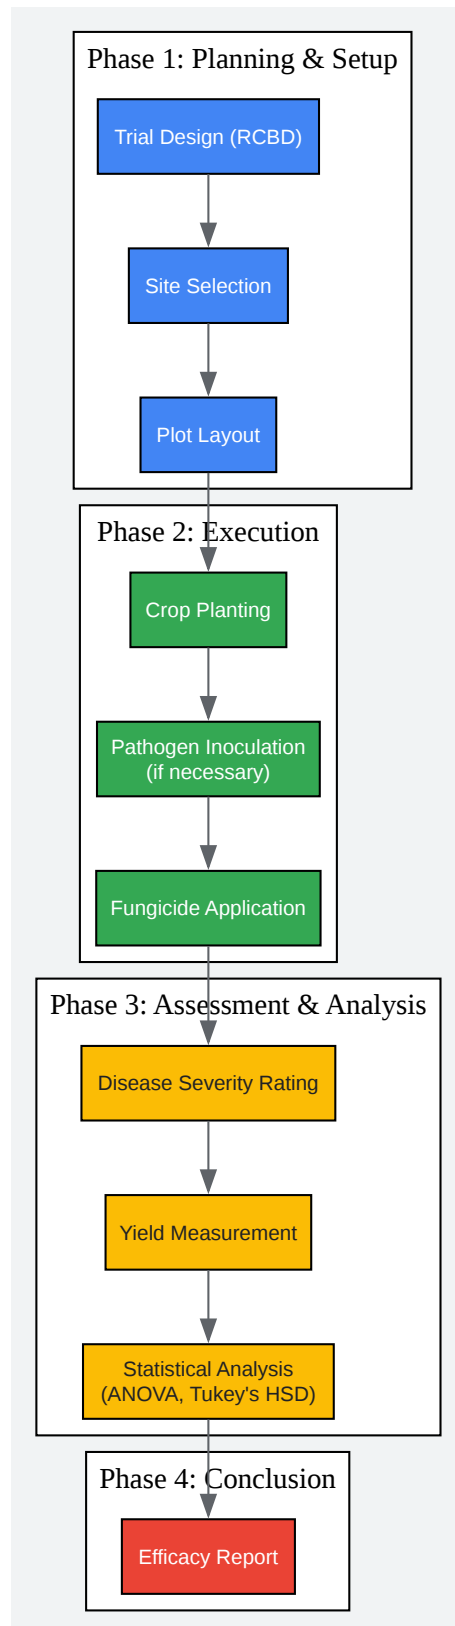 Phase 1: Planning & Setup
Trial Design (RCBD)
Site Selection
Plot Layout
Phase 2: Execution
Crop Planting
Pathogen Inoculation
(if necessary)
Fungicide Application
Phase 3: Assessment & Analysis
Disease Severity Rating
Yield Measurement
Statistical Analysis
(ANOVA, Tukey's HSD)
Phase 4: Conclusion
Efficacy Report